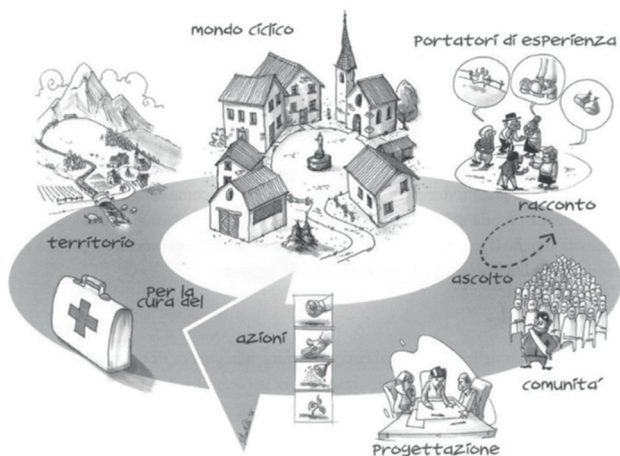 mondo ciclico
portatori di esperienza
racconto
ascolto
comunita'
progettazione
azioni
per la
cura del
territorio